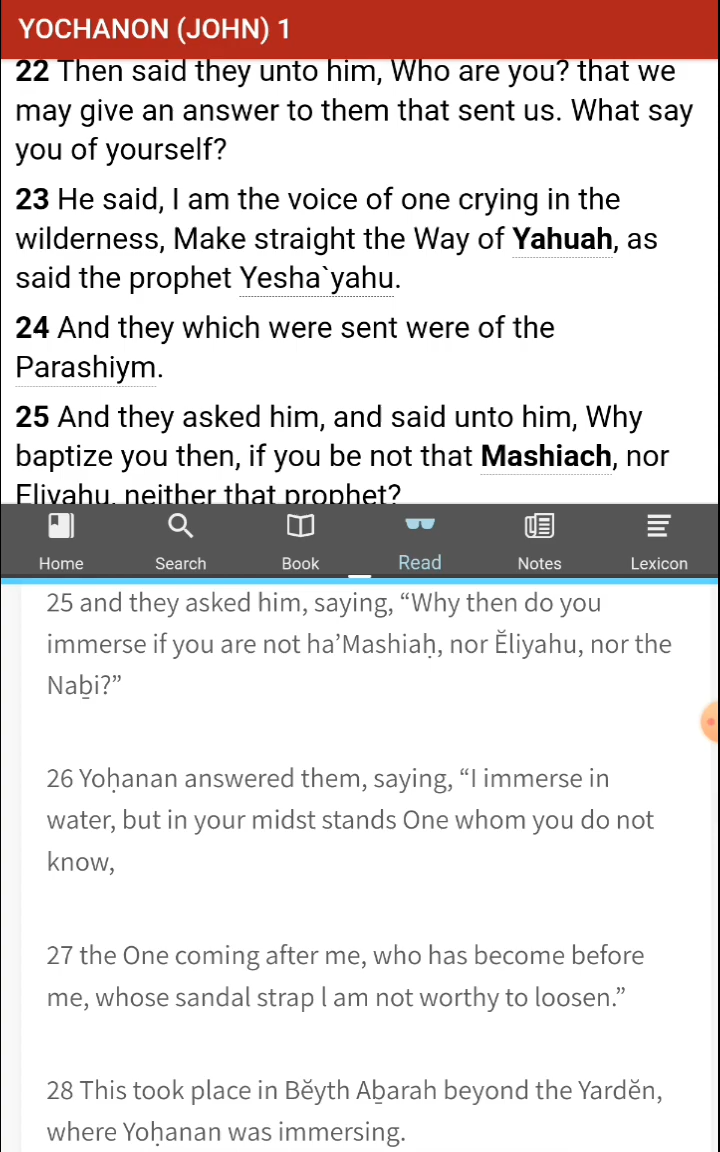 YOCHANON (JOHN) 1
22 Then said they unto him, Who are you? that we
may give an answer to them that sent us. What say
you of yourself?
23 He said, I am the voice of one crying in the
wilderness, Make straight the Way of Yahuah, as
said the prophet Yesha`yahu.
24 And they which were sent were of the
Parashiym.
25 And they asked him, and said unto him, Why
baptize you then, if you be not that Mashiach, nor
Eliyahu, neither that prophet?
Home Search Book Read Notes Lexicon
25 and they asked him, saying, “Why then do you
immerse if you are not ha’Mashiaḥ, nor Ěliyahu, nor the
Naḇi?”
26 Yoḥanan answered them, saying, “I immerse in
water, but in your midst stands One whom you do not
know,
27 the One coming after me, who has become before
me, whose sandal strap l am not worthy to loosen.”
28 This took place in Běyth Aḇarah beyond the Yarděn,
where Yoḥanan was immersing.